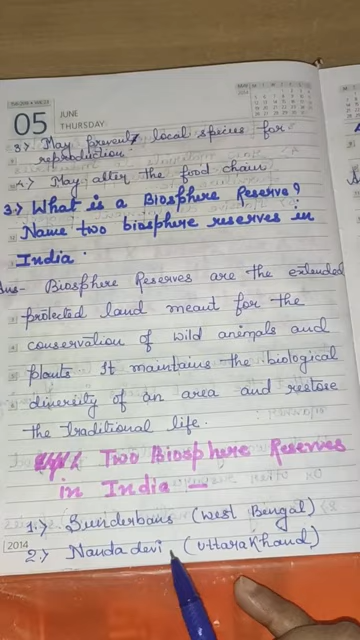 05
JUNE
THURSDAY
3.> May prevent local species for
reproduction.
4.> May alter the food chain.
3.> What is a Biosphere Reserve?
Name two biosphere reserves in
India.
Ans- Biosphere Reserves are the extended
protected land meant for the
conservation of wild animals and
plants It maintains the biological
diversity of an area and restore
the traditional life.
Two Biosphere Reserves
in India -
1.> Sunderbans (West Bengal)
2014
2.> Nanda devi (Uttarakhand)